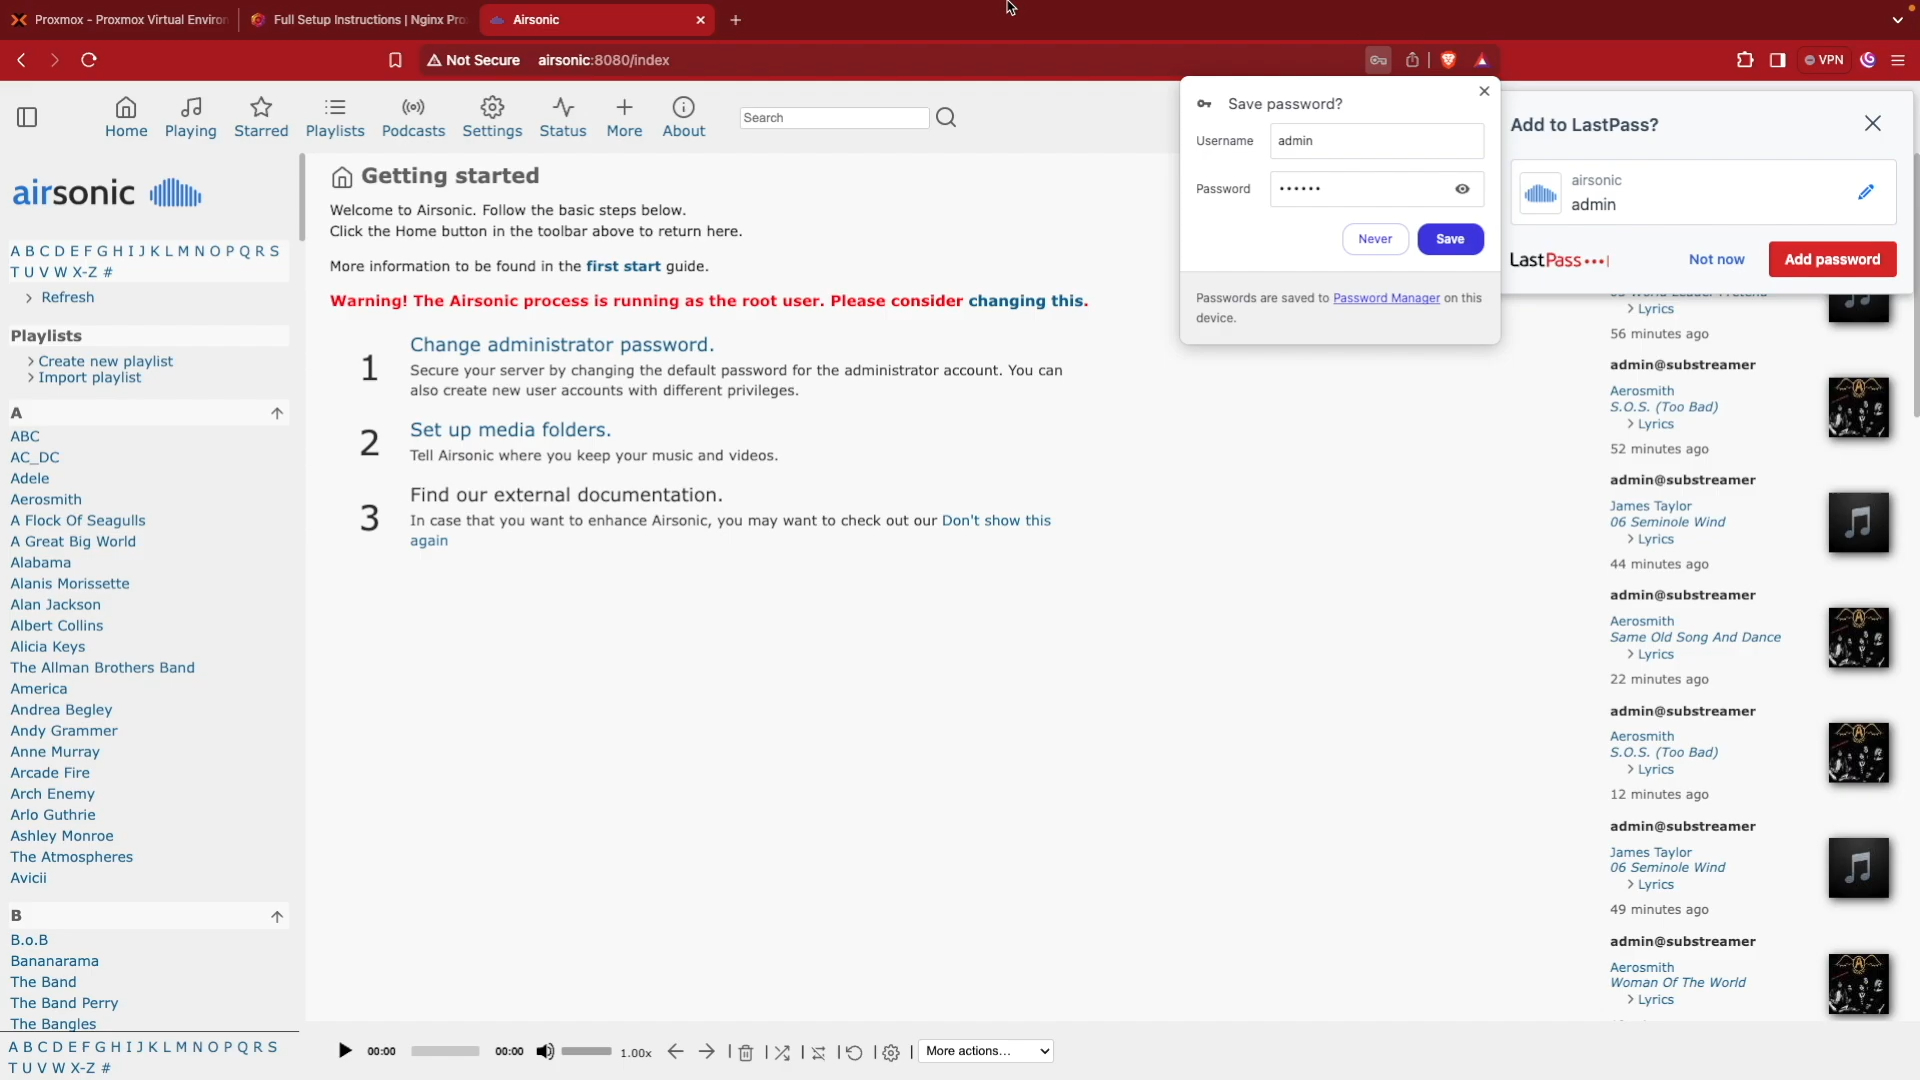 Proxmox - Proxmox Virtual Environ
Full Setup Instructions | Nginx Pro
Airsonic
Not Secure airsonic:8080/index
VPN
Home
Playing
Starred
Playlists
Podcasts
Settings
Status
More
About
Search
Save password?
Username
admin
Password
••••••
Never
Save
Passwords are saved to Password Manager on this
device.
Add to LastPass?
airsonic
admin
LastPass •••|
Not now
Add password
airsonic
A B C D E F G H I J K L M N O P Q R S
T U V W X-Z #
> Refresh
Playlists
> Create new playlist
> Import playlist
A
ABC
AC_DC
Adele
Aerosmith
A Flock Of Seagulls
A Great Big World
Alabama
Alanis Morissette
Alan Jackson
Albert Collins
Alicia Keys
The Allman Brothers Band
America
Andrea Begley
Andy Grammer
Anne Murray
Arcade Fire
Arch Enemy
Arlo Guthrie
Ashley Monroe
The Atmospheres
Avicii
B
B.o.B
Bananarama
The Band
The Band Perry
The Bangles
A B C D E F G H I J K L M N O P Q R S
T U V W X-Z #
Getting started
Welcome to Airsonic. Follow the basic steps below.
Click the Home button in the toolbar above to return here.
More information to be found in the first start guide.
Warning! The Airsonic process is running as the root user. Please consider changing this.
1
Change administrator password.
Secure your server by changing the default password for the administrator account. You can
also create new user accounts with different privileges.
2
Set up media folders.
Tell Airsonic where you keep your music and videos.
3
Find our external documentation.
In case that you want to enhance Airsonic, you may want to check out our Don't show this
again
> Lyrics
56 minutes ago
admin@substreamer
Aerosmith
S.O.S. (Too Bad)
> Lyrics
52 minutes ago
admin@substreamer
James Taylor
06 Seminole Wind
> Lyrics
44 minutes ago
admin@substreamer
Aerosmith
Same Old Song And Dance
> Lyrics
22 minutes ago
admin@substreamer
Aerosmith
S.O.S. (Too Bad)
> Lyrics
12 minutes ago
admin@substreamer
James Taylor
06 Seminole Wind
> Lyrics
49 minutes ago
admin@substreamer
Aerosmith
Woman Of The World
> Lyrics
00:00
00:00
1.00x
More actions...